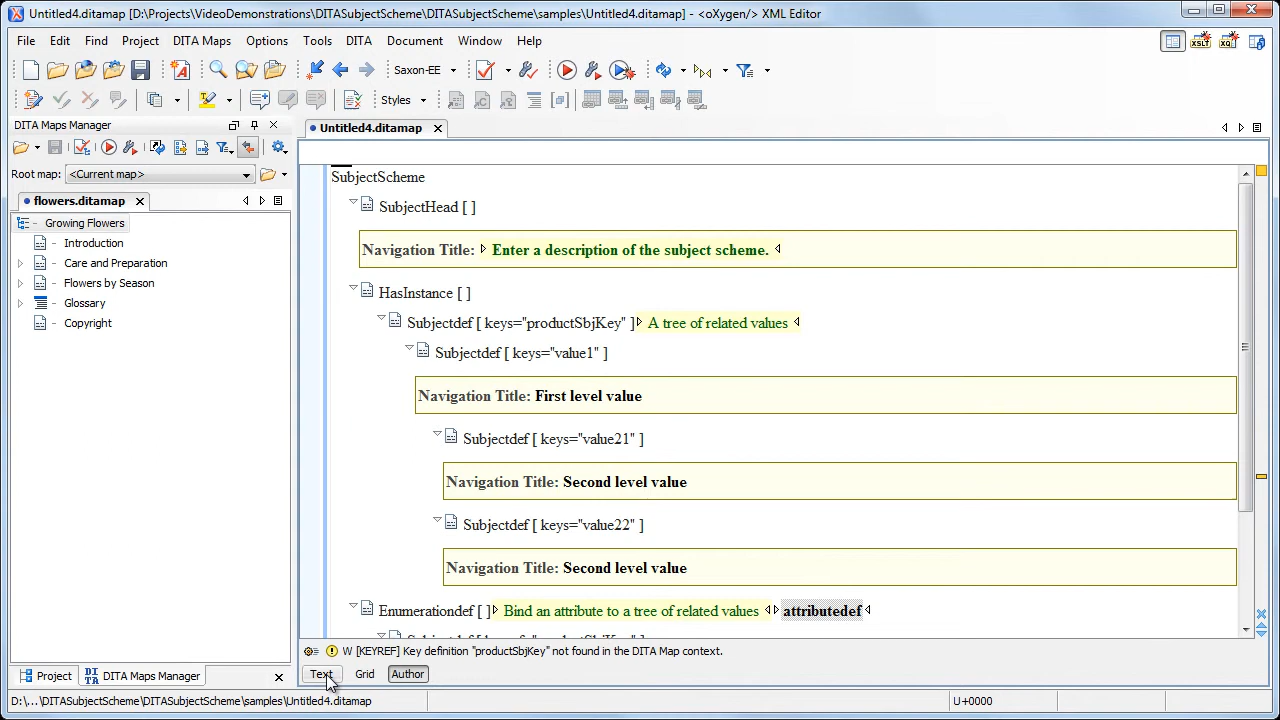 Untitled4.ditamap [D:\Projects\VideoDemonstrations\DITASubjectScheme\DITASubjectScheme\samples\Untitled4.ditamap] - <oXygen/> XML Editor
File Edit Find Project DITA Maps Options Tools DITA Document Window Help
Saxon-EE
Styles
DITA Maps Manager
Untitled4.ditamap
Root map: <Current map>
flowers.ditamap
Growing Flowers
Introduction
Care and Preparation
Flowers by Season
Glossary
Copyright
SubjectScheme
SubjectHead [ ]
Navigation Title: Enter a description of the subject scheme.
HasInstance [ ]
Subjectdef [ keys="productSbjKey" ] A tree of related values
Subjectdef [ keys="value1" ]
Navigation Title: First level value
Subjectdef [ keys="value21" ]
Navigation Title: Second level value
Subjectdef [ keys="value22" ]
Navigation Title: Second level value
Enumerationdef [ ] Bind an attribute to a tree of related values attributedef
W [KEYREF] Key definition "productSbjKey" not found in the DITA Map context.
Text Grid Author
Project DITA Maps Manager
D:\...\DITASubjectScheme\DITASubjectScheme\samples\Untitled4.ditamap
U+0000